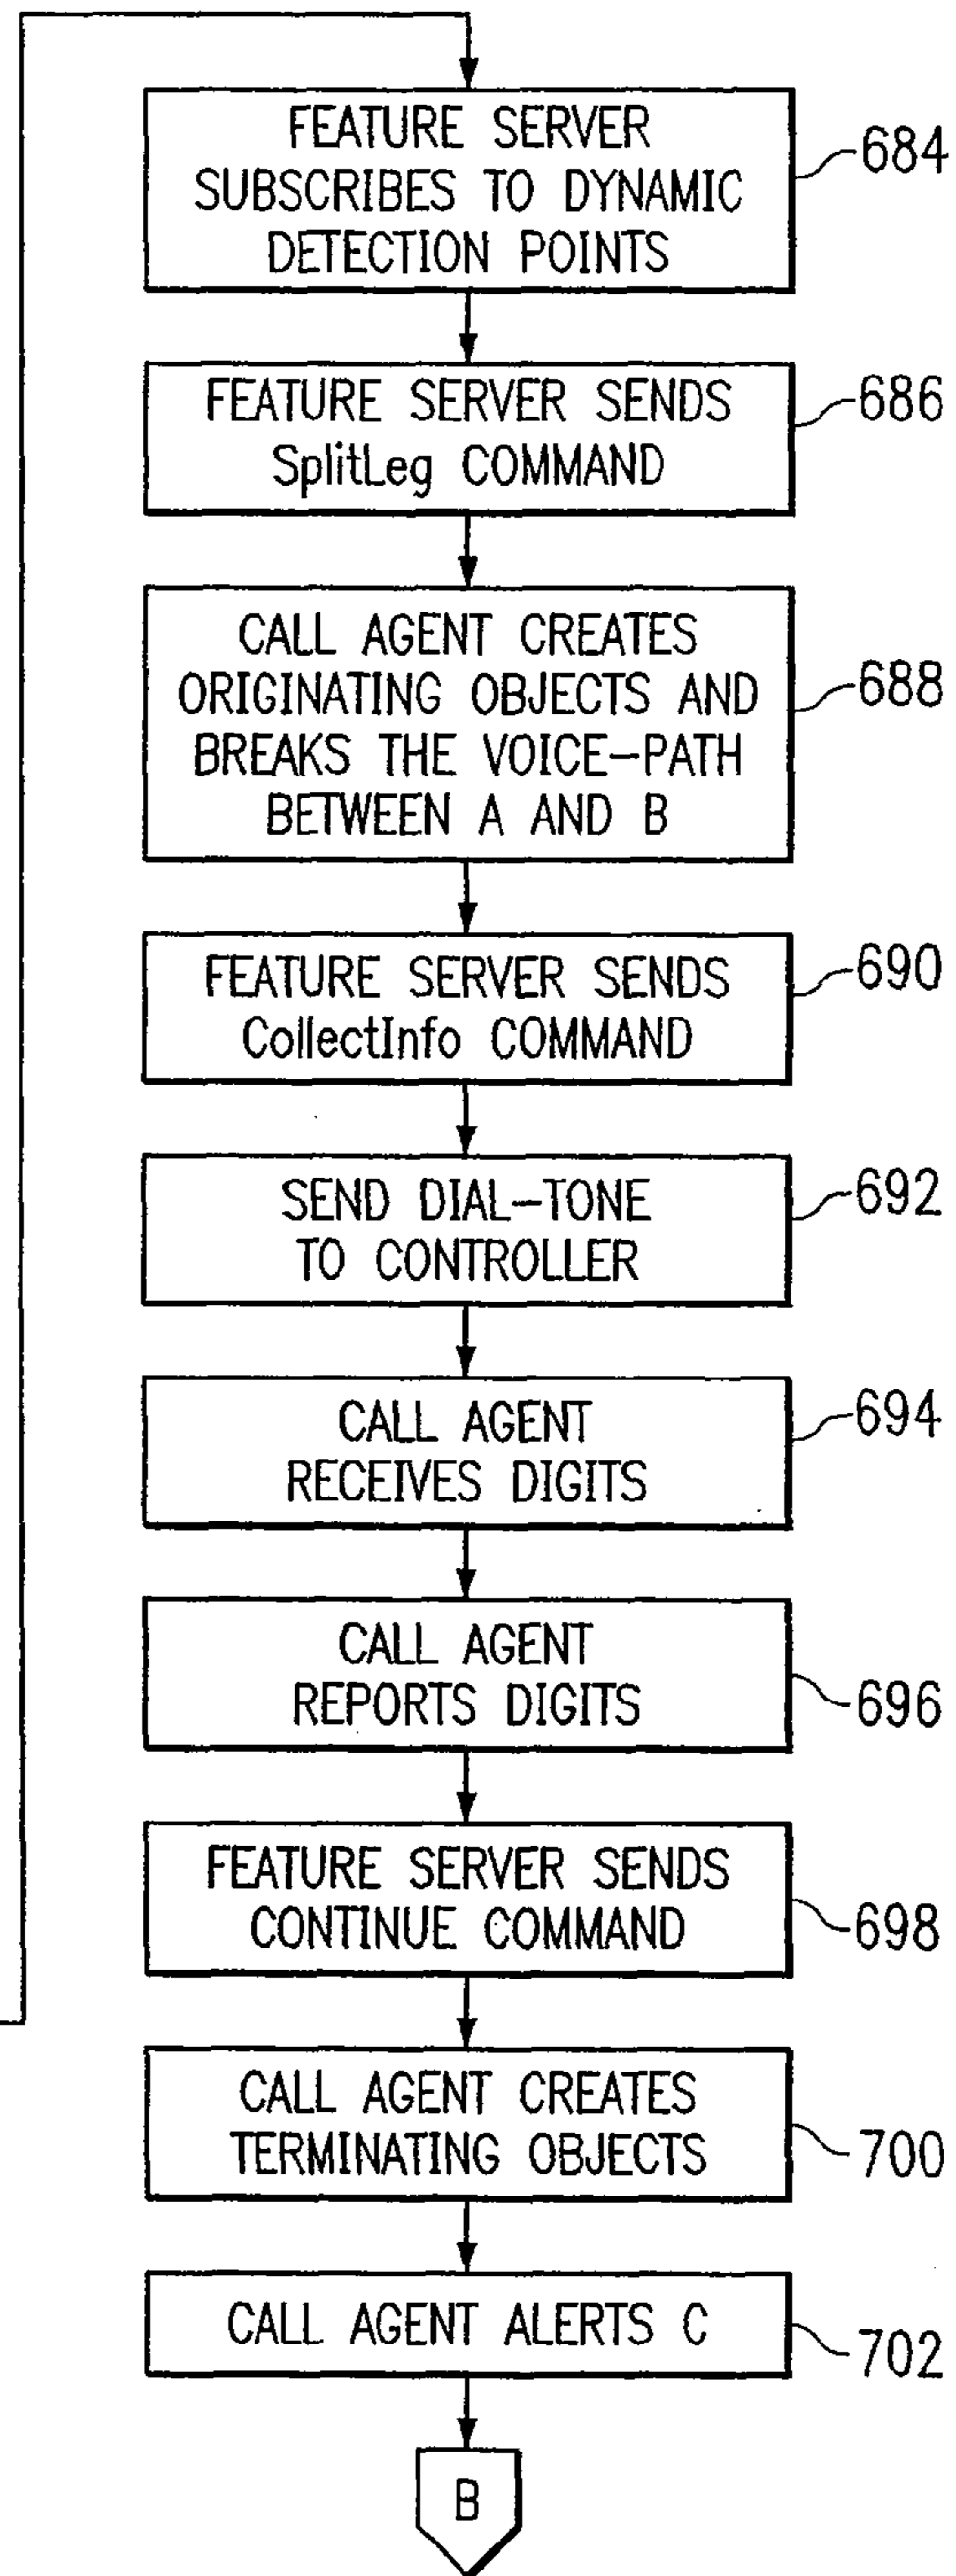 FEATURE SERVER
SUBSCRIBES TO DYNAMIC
DETECTION POINTS
684
FEATURE SERVER SENDS
SplitLeg COMMAND
686
CALL AGENT CREATES
ORIGINATING OBJECTS AND
BREAKS THE VOICE-PATH
BETWEEN A AND B
688
FEATURE SERVER SENDS
CollectInfo COMMAND
690
SEND DIAL-TONE
TO CONTROLLER
692
CALL AGENT
RECEIVES DIGITS
694
CALL AGENT
REPORTS DIGITS
696
FEATURE SERVER SENDS
CONTINUE COMMAND
698
CALL AGENT CREATES
TERMINATING OBJECTS
700
CALL AGENT ALERTS C
702
B